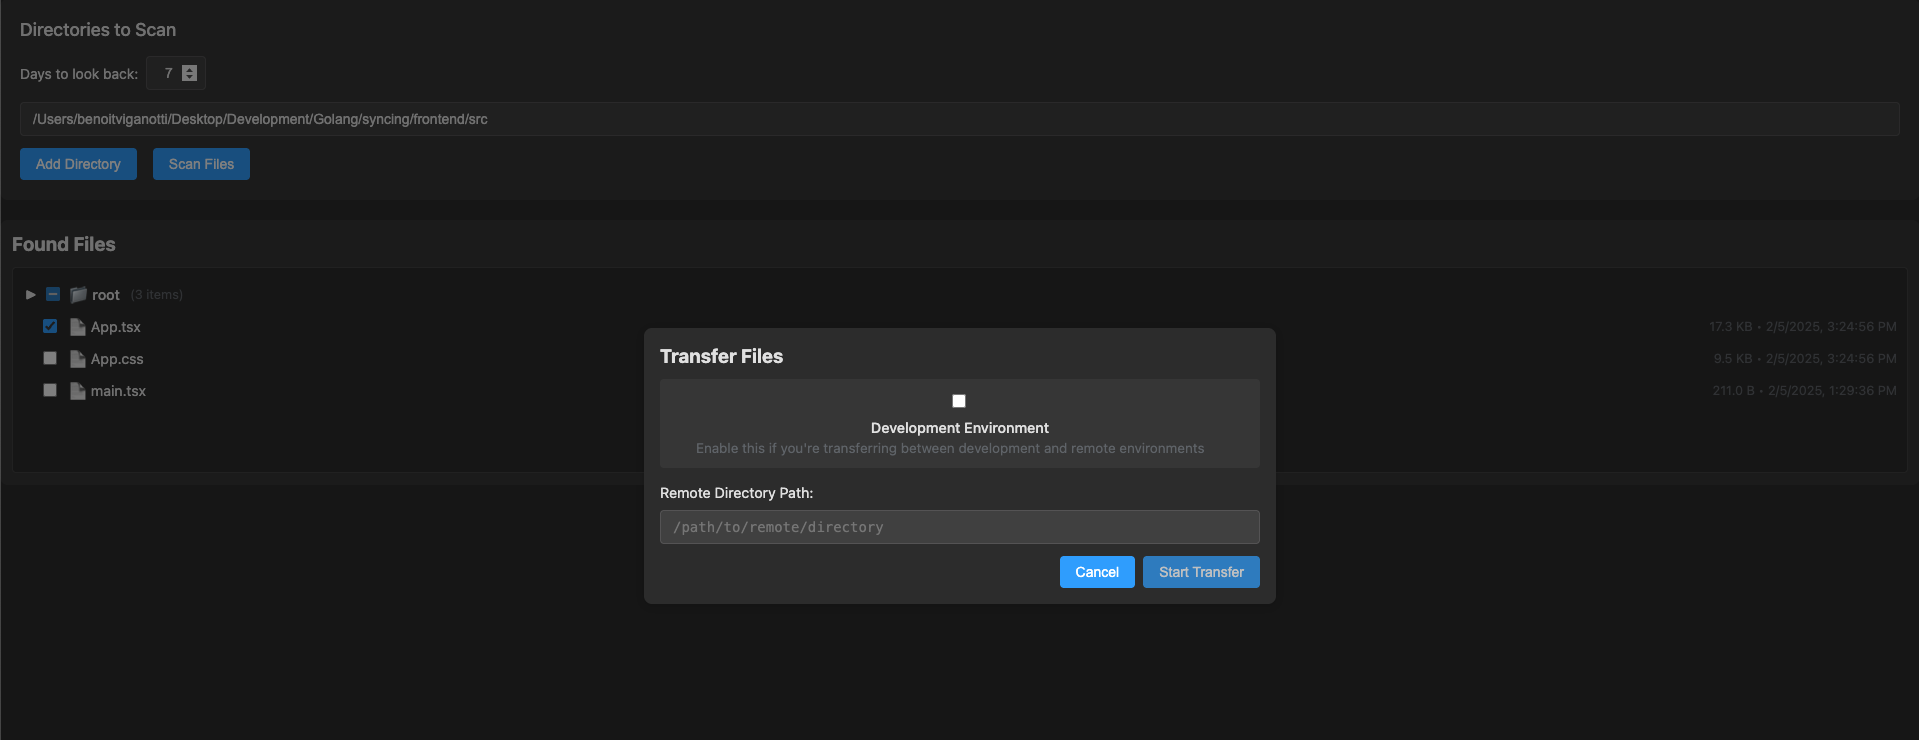 Directories to Scan
Days to look back: 7
/Users/benoitviganotti/Desktop/Development/Golang/syncing/frontend/src
Add Directory Scan Files
Found Files
root (3 items)
App.tsx 17.3 KB • 2/5/2025, 3:24:56 PM
App.css 9.5 KB • 2/5/2025, 3:24:56 PM
main.tsx 211.0 B • 2/5/2025, 1:29:36 PM
Transfer Files
Development Environment
Enable this if you're transferring between development and remote environments
Remote Directory Path:
/path/to/remote/directory
Cancel Start Transfer